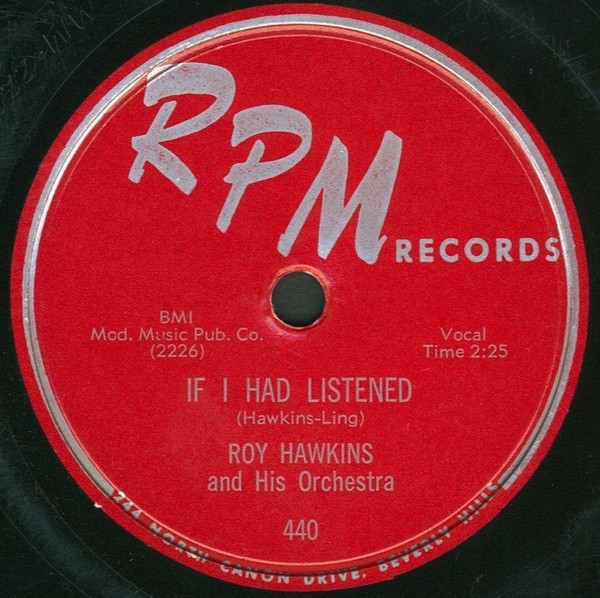 RPM
RECORDS
BMI
Mod. Music Pub. Co.
(2226)
Vocal
Time 2:25
IF I HAD LISTENED
(Hawkins-Ling)
ROY HAWKINS
and His Orchestra
440
244 NORTH CANON DRIVE, BEVERLY HILLS